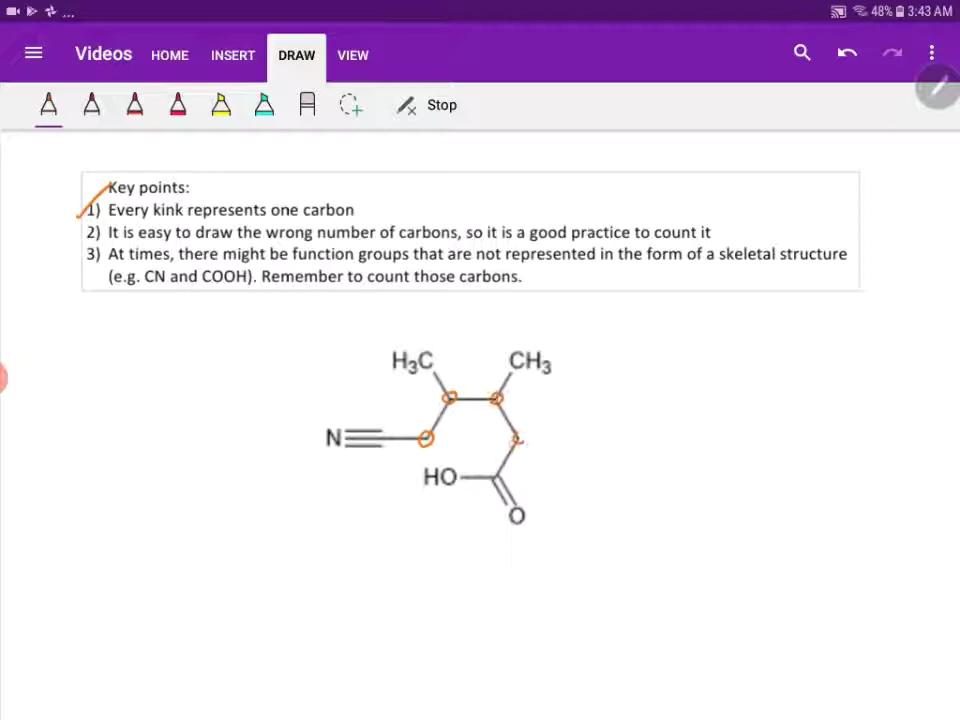 ... 48% 3:43 AM
Videos HOME INSERT DRAW VIEW
Stop
Key points:
1) Every kink represents one carbon
2) It is easy to draw the wrong number of carbons, so it is a good practice to count it
3) At times, there might be function groups that are not represented in the form of a skeletal structure
(e.g. CN and COOH). Remember to count those carbons.
H₃C CH₃
N
HO
O